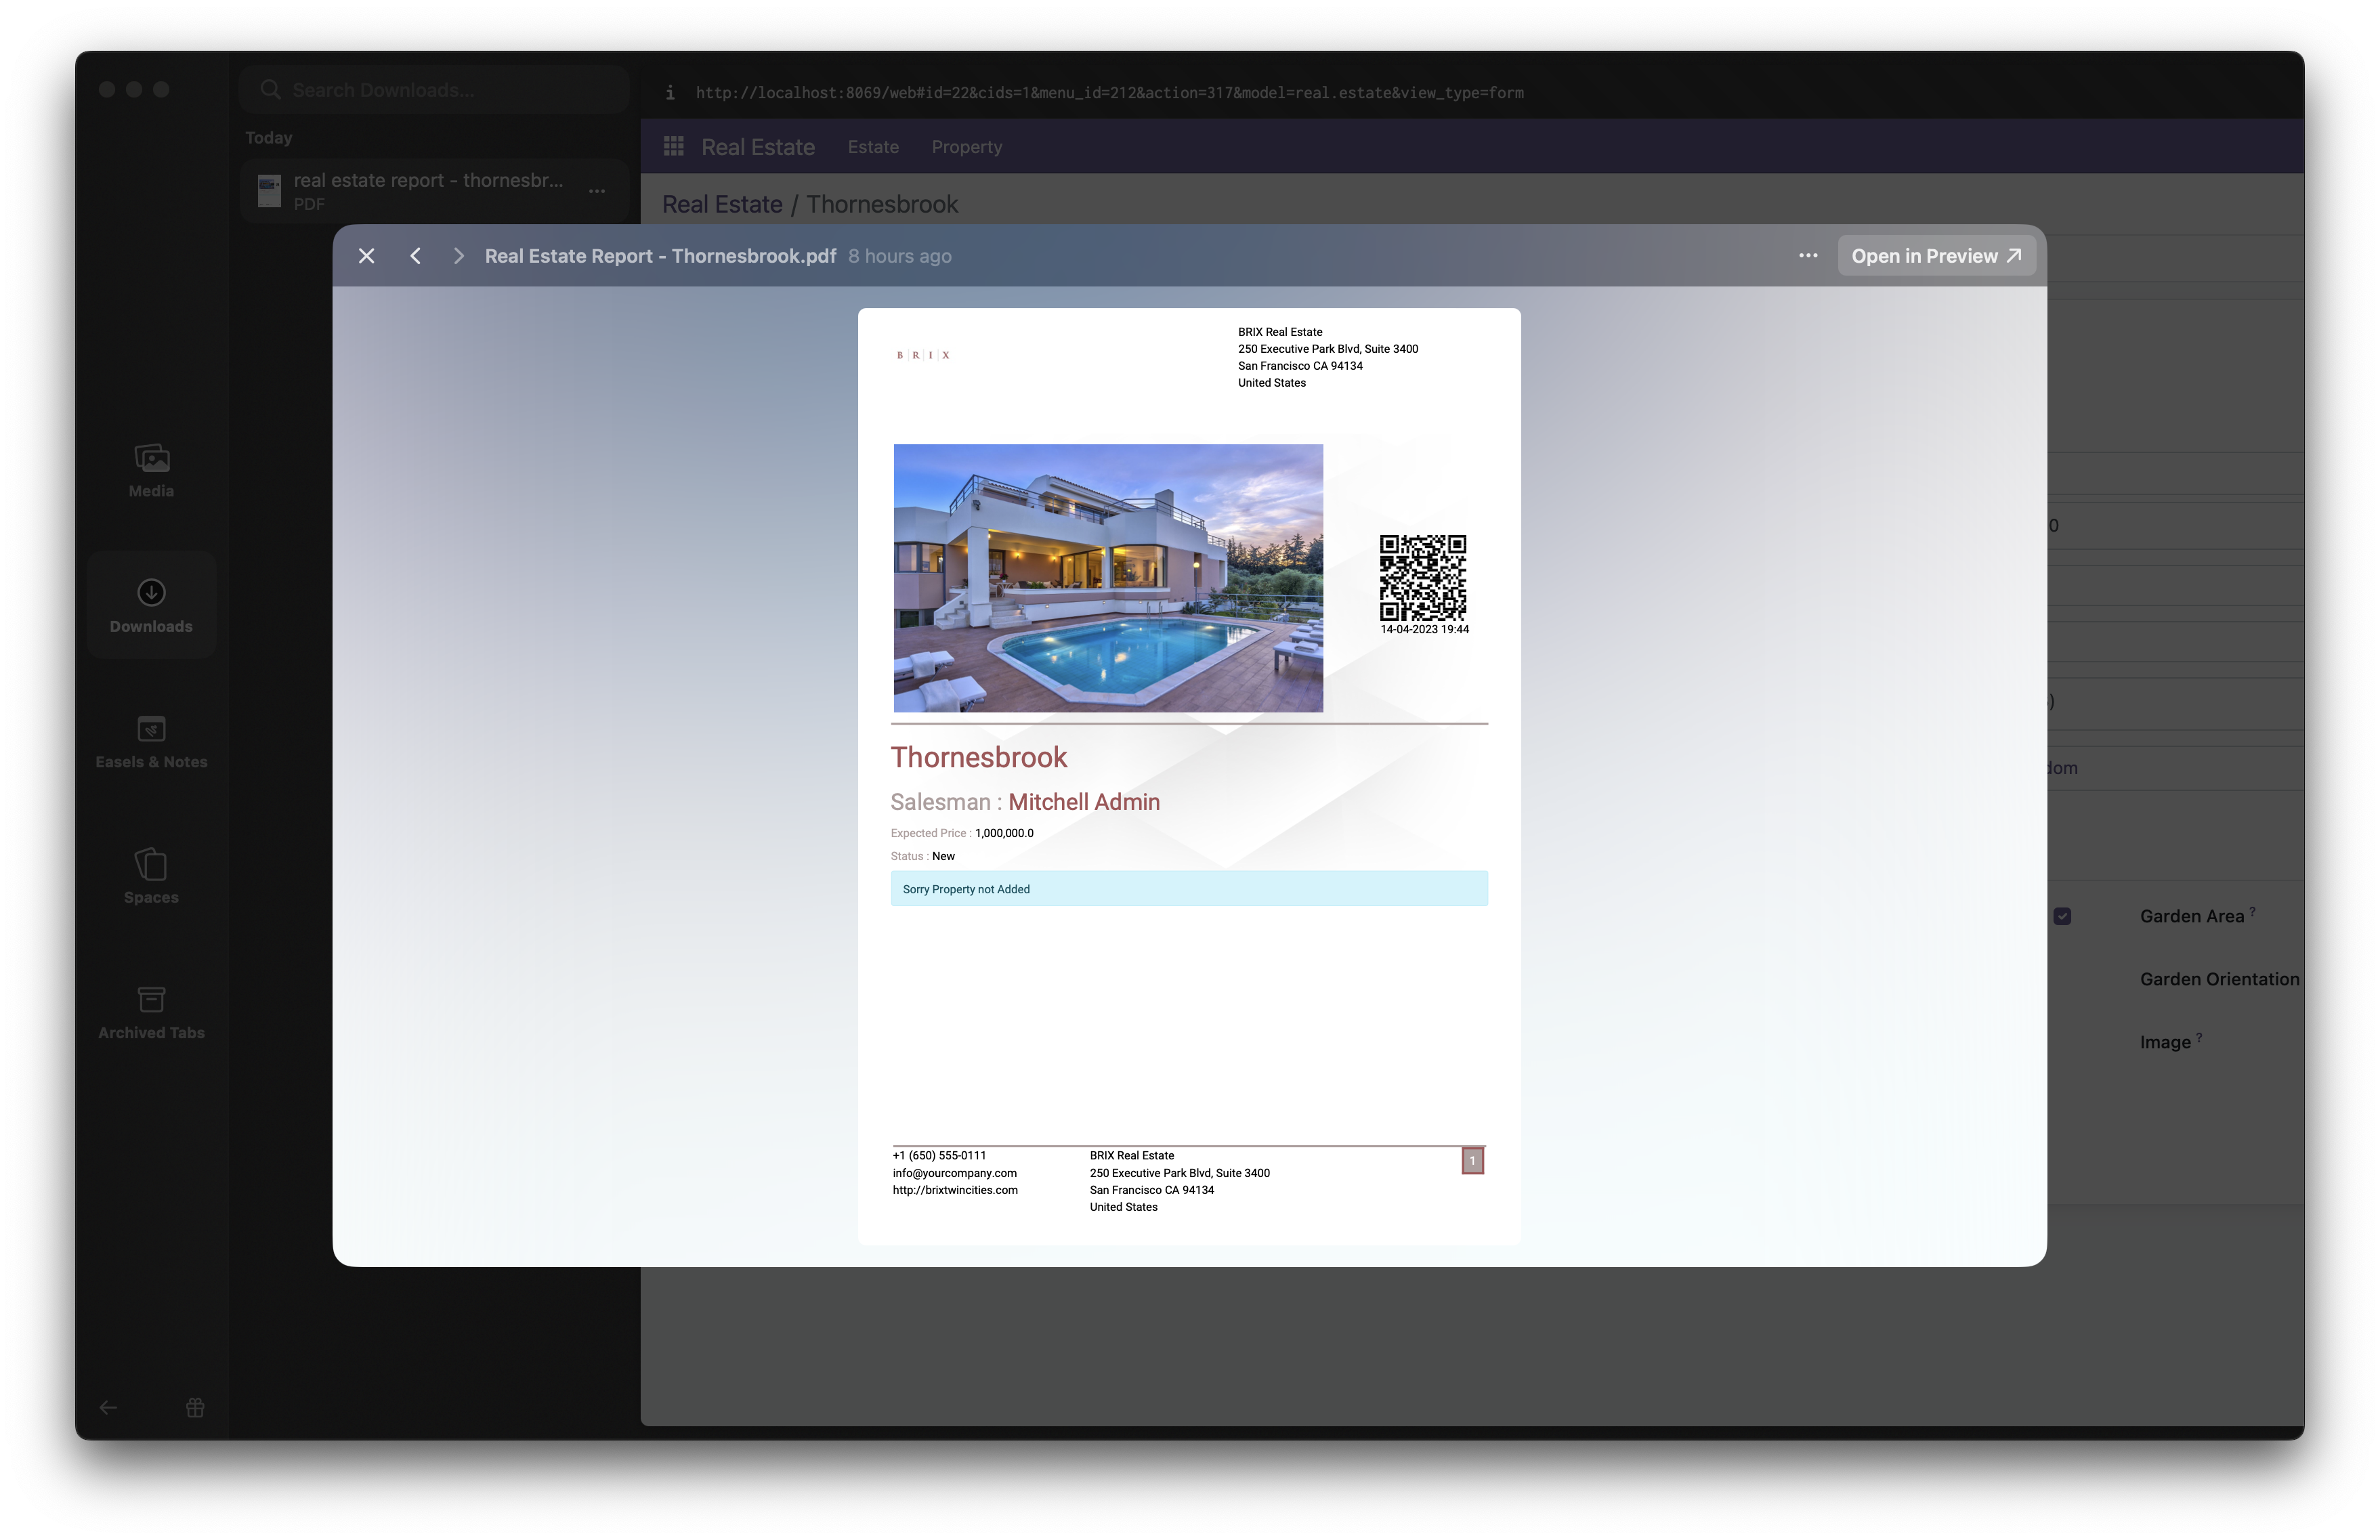 Search Downloads...
Today
real estate report - thornesbr...
PDF
Media
Downloads
Easels & Notes
Spaces
Archived Tabs
http://localhost:8069/web#id=22&cids=1&menu_id=212&action=317&model=real.estate&view_type=form
Real Estate Estate Property
Real Estate / Thornesbrook
Real Estate Report - Thornesbrook.pdf 8 hours ago
Open in Preview
B R I X
BRIX Real Estate
250 Executive Park Blvd, Suite 3400
San Francisco CA 94134
United States
14-04-2023 19:44
Thornesbrook
Salesman : Mitchell Admin
Expected Price : 1,000,000.0
Status : New
Sorry Property not Added
+1 (650) 555-0111
info@yourcompany.com
http://brixtwincities.com
BRIX Real Estate
250 Executive Park Blvd, Suite 3400
San Francisco CA 94134
United States
1
Garden Area ?
Garden Orientation
Image ?